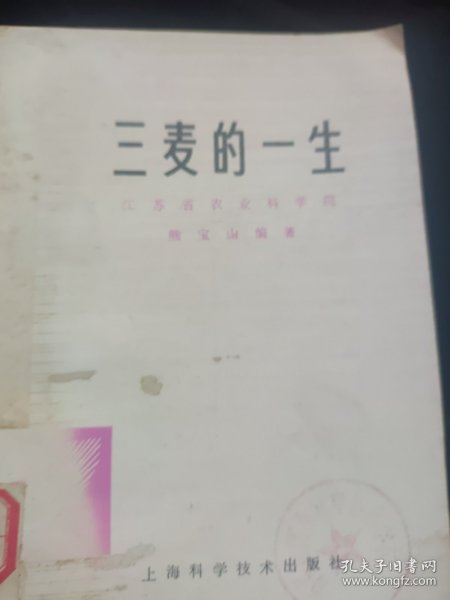 三麦的一生
江苏省农业科学院
熊宝山编著
上海科学技术出版社
孔夫子旧书网
www.kongfz.com